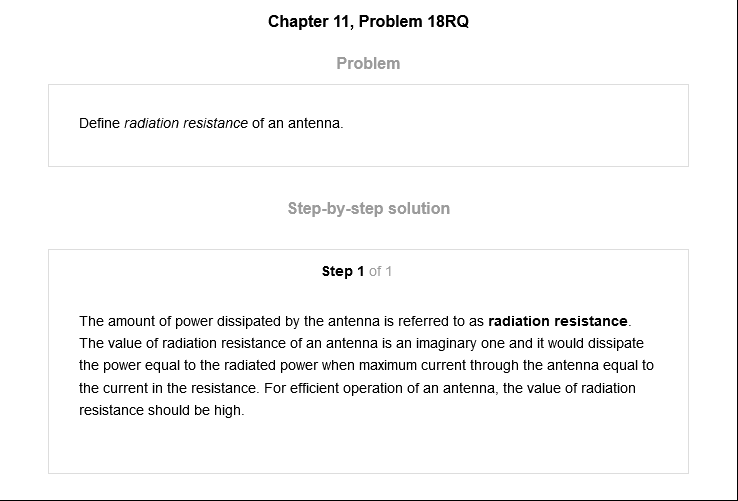 Chapter 11, Problem 18RQ
Problem
Define radiation resistance of an antenna.
Step-by-step solution
Step 1 of 1
The amount of power dissipated by the antenna is referred to as radiation resistance.
The value of radiation resistance of an antenna is an imaginary one and it would dissipate
the power equal to the radiated power when maximum current through the antenna equal to
the current in the resistance. For efficient operation of an antenna, the value of radiation
resistance should be high.